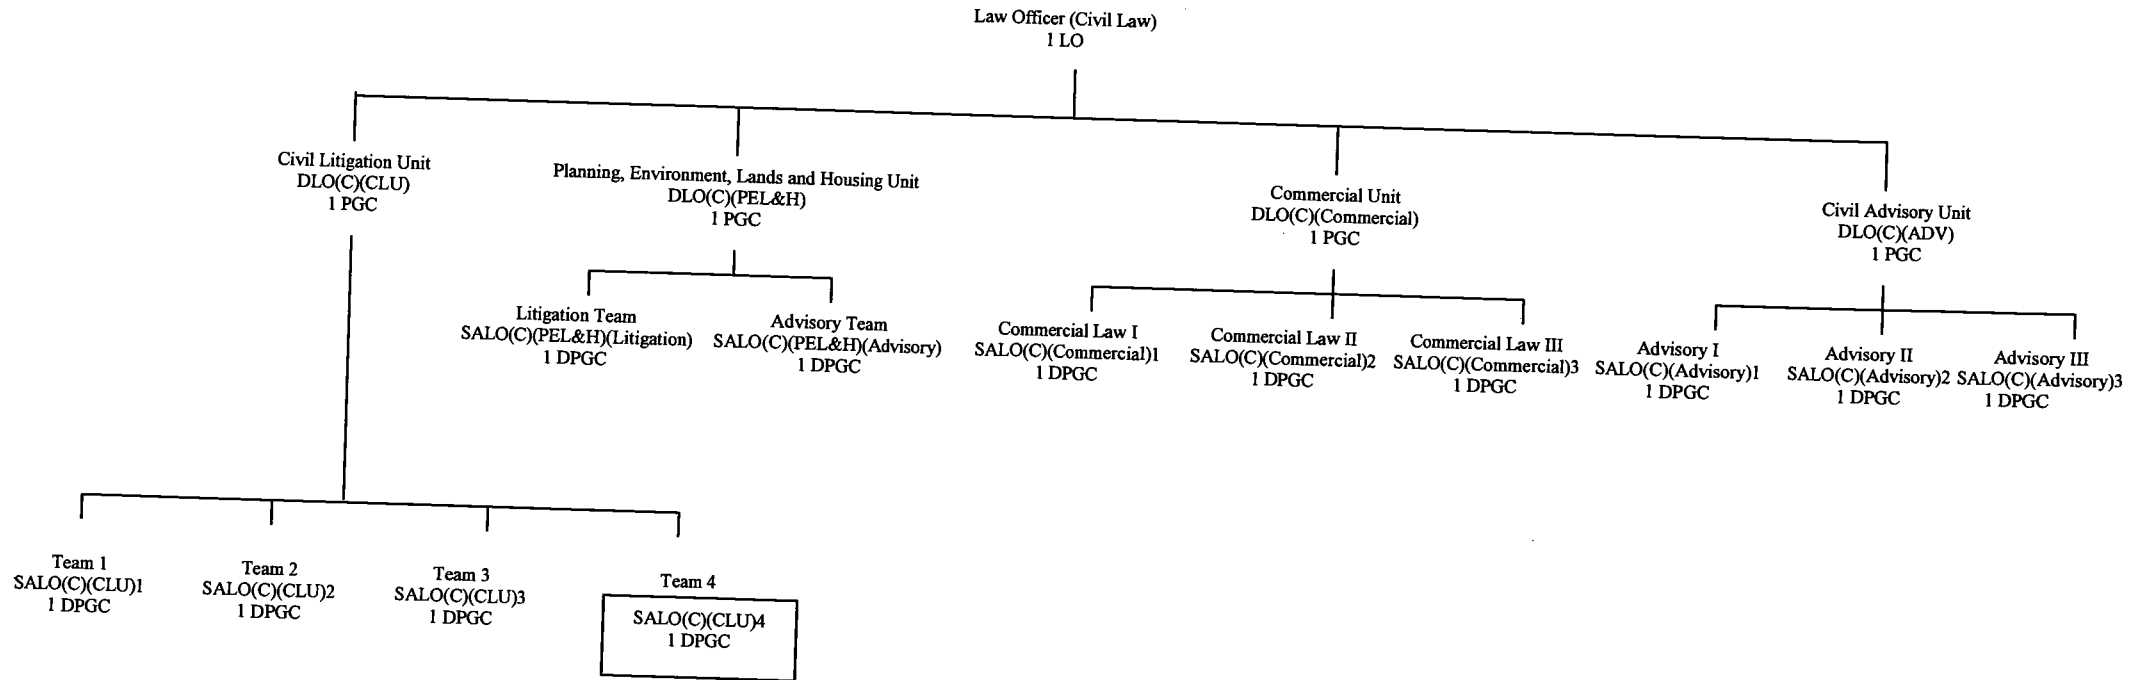 Law Officer (Civil Law)
1 LO
Civil Litigation Unit
DLO(C)(CLU)
1 PGC
Planning, Environment, Lands and Housing Unit
DLO(C)(PEL&H)
1 PGC
Commercial Unit
DLO(C)(Commercial)
1 PGC
Civil Advisory Unit
DLO(C)(ADV)
1 PGC
Litigation Team
SALO(C)(PEL&H)(Litigation)
1 DPGC
Advisory Team
SALO(C)(PEL&H)(Advisory)
1 DPGC
Commercial Law I
SALO(C)(Commercial)1
1 DPGC
Commercial Law II
SALO(C)(Commercial)2
1 DPGC
Commercial Law III
SALO(C)(Commercial)3
1 DPGC
Advisory I
SALO(C)(Advisory)1
1 DPGC
Advisory II
SALO(C)(Advisory)2
1 DPGC
Advisory III
SALO(C)(Advisory)3
1 DPGC
Team 1
SALO(C)(CLU)1
1 DPGC
Team 2
SALO(C)(CLU)2
1 DPGC
Team 3
SALO(C)(CLU)3
1 DPGC
Team 4
SALO(C)(CLU)4
1 DPGC